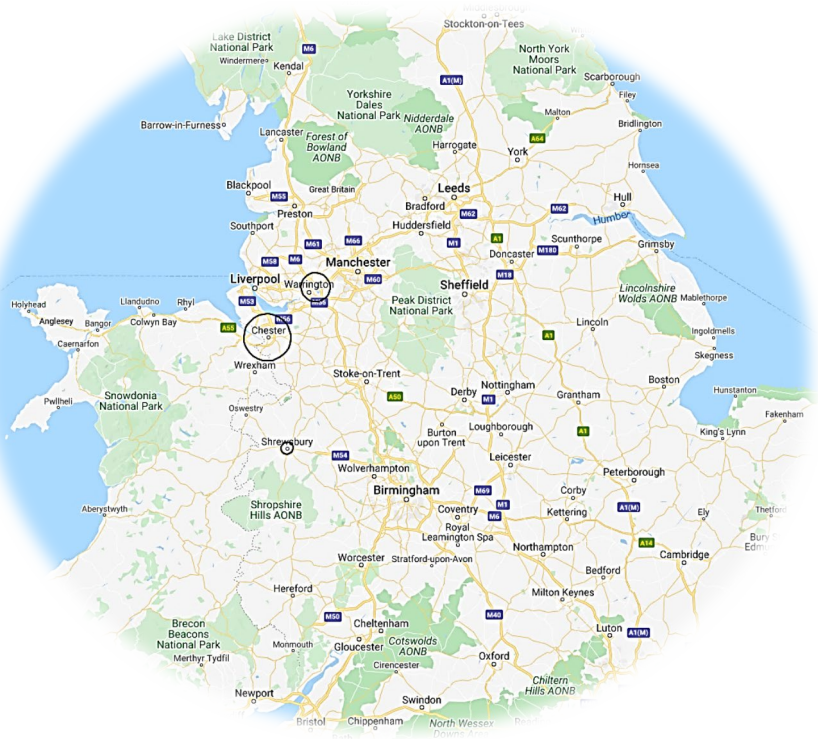 Stockton-on-Tees
Lake District
National Park
M6
North York
Moors
National Park
Windermere
Kendal
A1(M)
Scarborough
Yorkshire
Dales
National Park
Filey
Malton
Nidderdale
AONB
Barrow-in-Furness
Bridlington
Lancaster
Forest of
Bowland
AONB
A64
Harrogate
York
Hornsea
Blackpool
Great Britain
Leeds
M55
Bradford
Hull
Preston
M62
M62
Humber
Southport
Huddersfield
M61
M66
M1
A1
Scunthorpe
Grimsby
M180
Doncaster
M58
M6
Manchester
M18
Liverpool
Warrington
M60
Sheffield
Lincolnshire
Wolds AONB
Mablethorpe
Peak District
National Park
Holyhead
Llandudno
Rhyl
M53
M56
Anglesey
Bangor
Colwyn Bay
M56
A55
Chester
Lincoln
Ingoldmells
Caernarfon
A1
Skegness
Wrexham
Stoke-on-Trent
Boston
Snowdonia
National Park
Derby
Nottingham
Hunstanton
A50
M1
Grantham
Pwllheli
Oswestry
Fakenham
Burton
upon Trent
Loughborough
A1
King's Lynn
Shrewsbury
M54
Leicester
Wolverhampton
Peterborough
Birmingham
M69
Corby
Shropshire
Hills AONB
M1
M6
A1(M)
Aberystwyth
Coventry
Kettering
Ely
Thetford
Royal
Leamington Spa
A14
Bury
Edm
Northampton
Cambridge
Worcester
Stratford-upon-Avon
Bedford
Hereford
Milton Keynes
M50
M40
Brecon
Beacons
National Park
Cheltenham
Luton
A1(M)
Monmouth
Gloucester
Cotswolds
AONB
Merthyr Tydfil
Oxford
Cirencester
Chiltern
Hills AONB
Newport
Swindon
Bristol
Chippenham
North Wessex
Downs Area